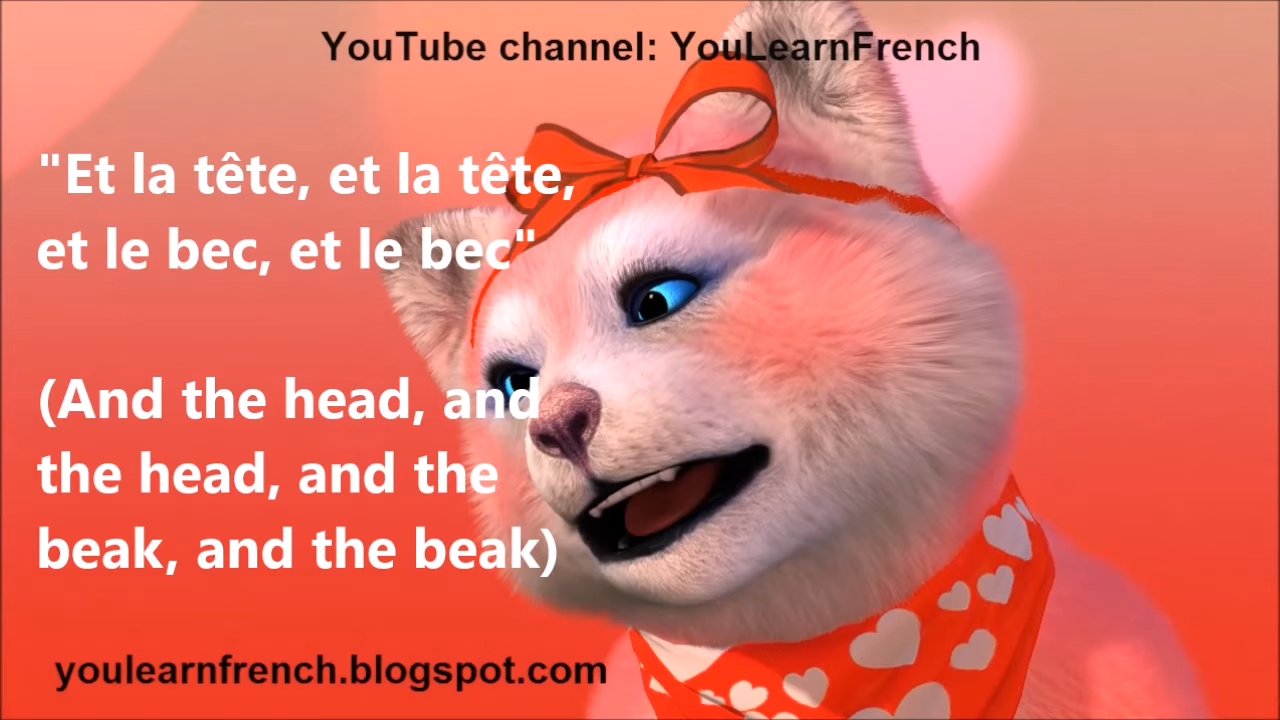 YouTube channel: YouLearnFrench
"Et la tête, et la tête,
et le bec, et le bec"
(And the head, and
the head, and the
beak, and the beak)
youlearnfrench.blogspot.com